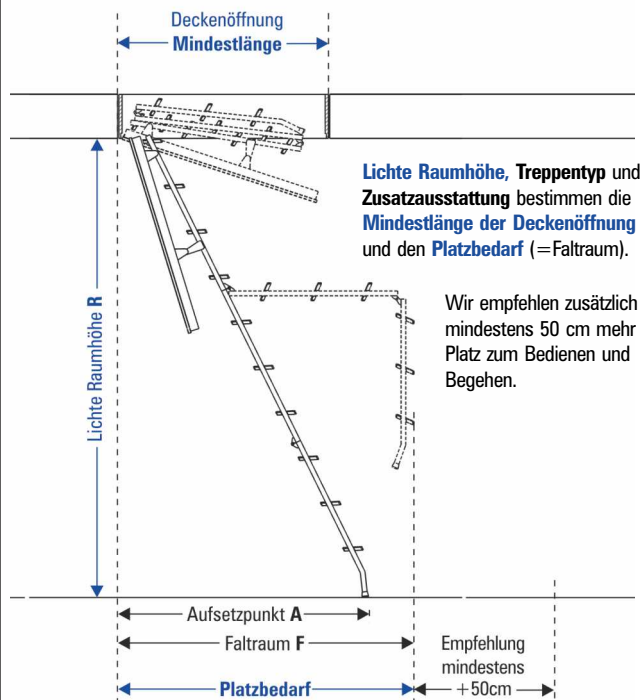 Deckenöffnung
Mindestlänge
Lichte Raumhöhe, Treppentyp und
Zusatzausstattung bestimmen die
Mindestlänge der Deckenöffnung
und den Platzbedarf (=Faltraum).
Wir empfehlen zusätzlich
mindestens 50 cm mehr
Platz zum Bedienen und
Begehen.
Lichte Raumhöhe R
Aufsetzpunkt A
Faltraum F
Platzbedarf
Empfehlung
mindestens
+50cm